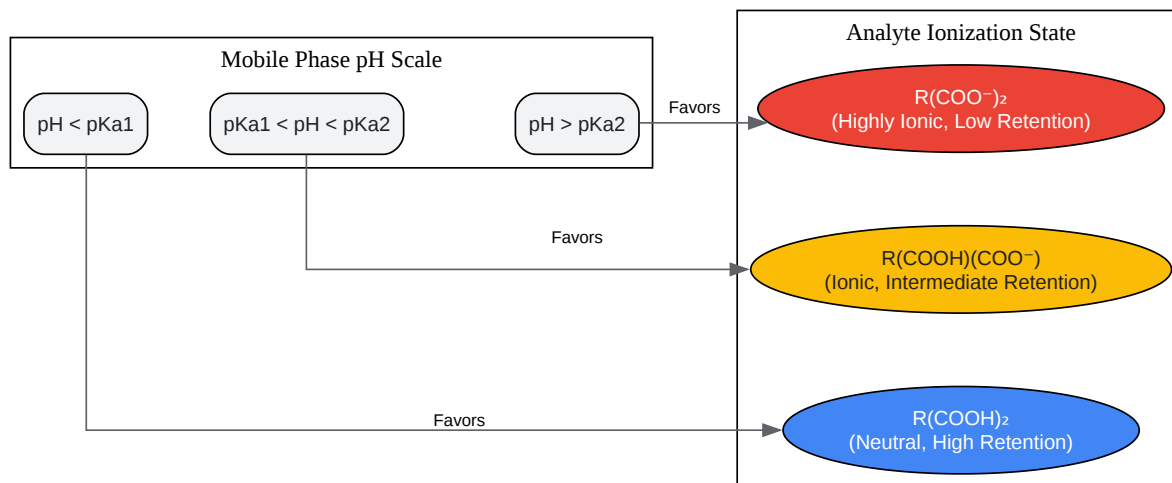 Analyte Ionization State
Mobile Phase pH Scale
pH < pKa1
pKa1 < pH < pKa2
pH > pKa2
Favors
R(COO⁻)₂
(Highly Ionic, Low Retention)
Favors
R(COOH)(COO⁻)
(Ionic, Intermediate Retention)
Favors
R(COOH)₂
(Neutral, High Retention)